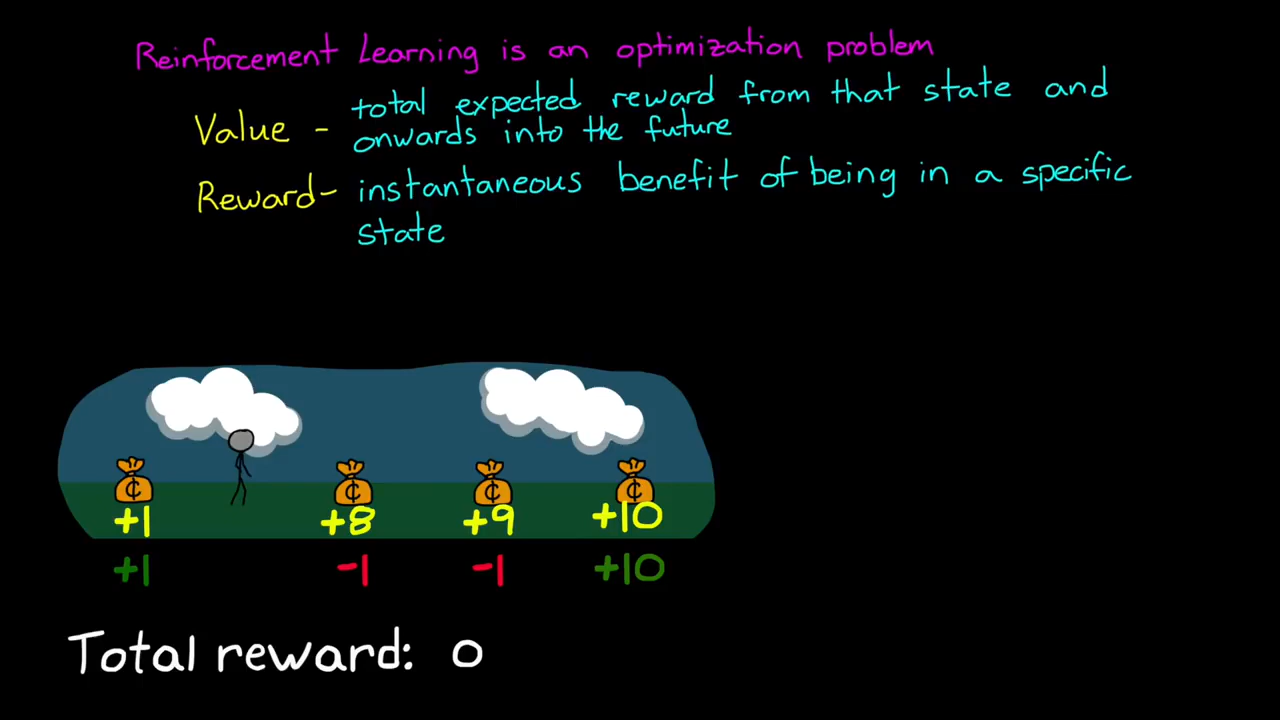 Reinforcement Learning is an optimization problem
Value - total expected reward from that state and
onwards into the future
Reward - instantaneous benefit of being in a specific
state
¢ ¢ ¢ ¢
+1 +8 +9 +10
+1 -1 -1 +10
Total reward: 0